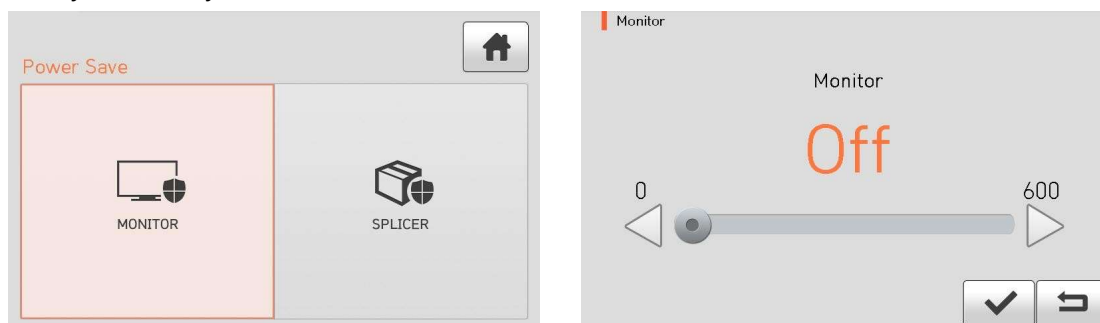 Power Save
MONITOR
SPLICER
Monitor
Monitor
Off
0
600